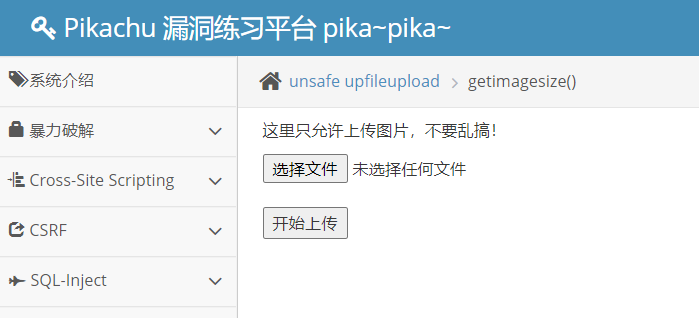 Pikachu 漏洞练习平台 pika~pika~
系统介绍
暴力破解
Cross-Site Scripting
CSRF
SQL-Inject
unsafe upfileupload
getimagesize()
这里只允许上传图片，不要乱搞！
选择文件 未选择任何文件
开始上传